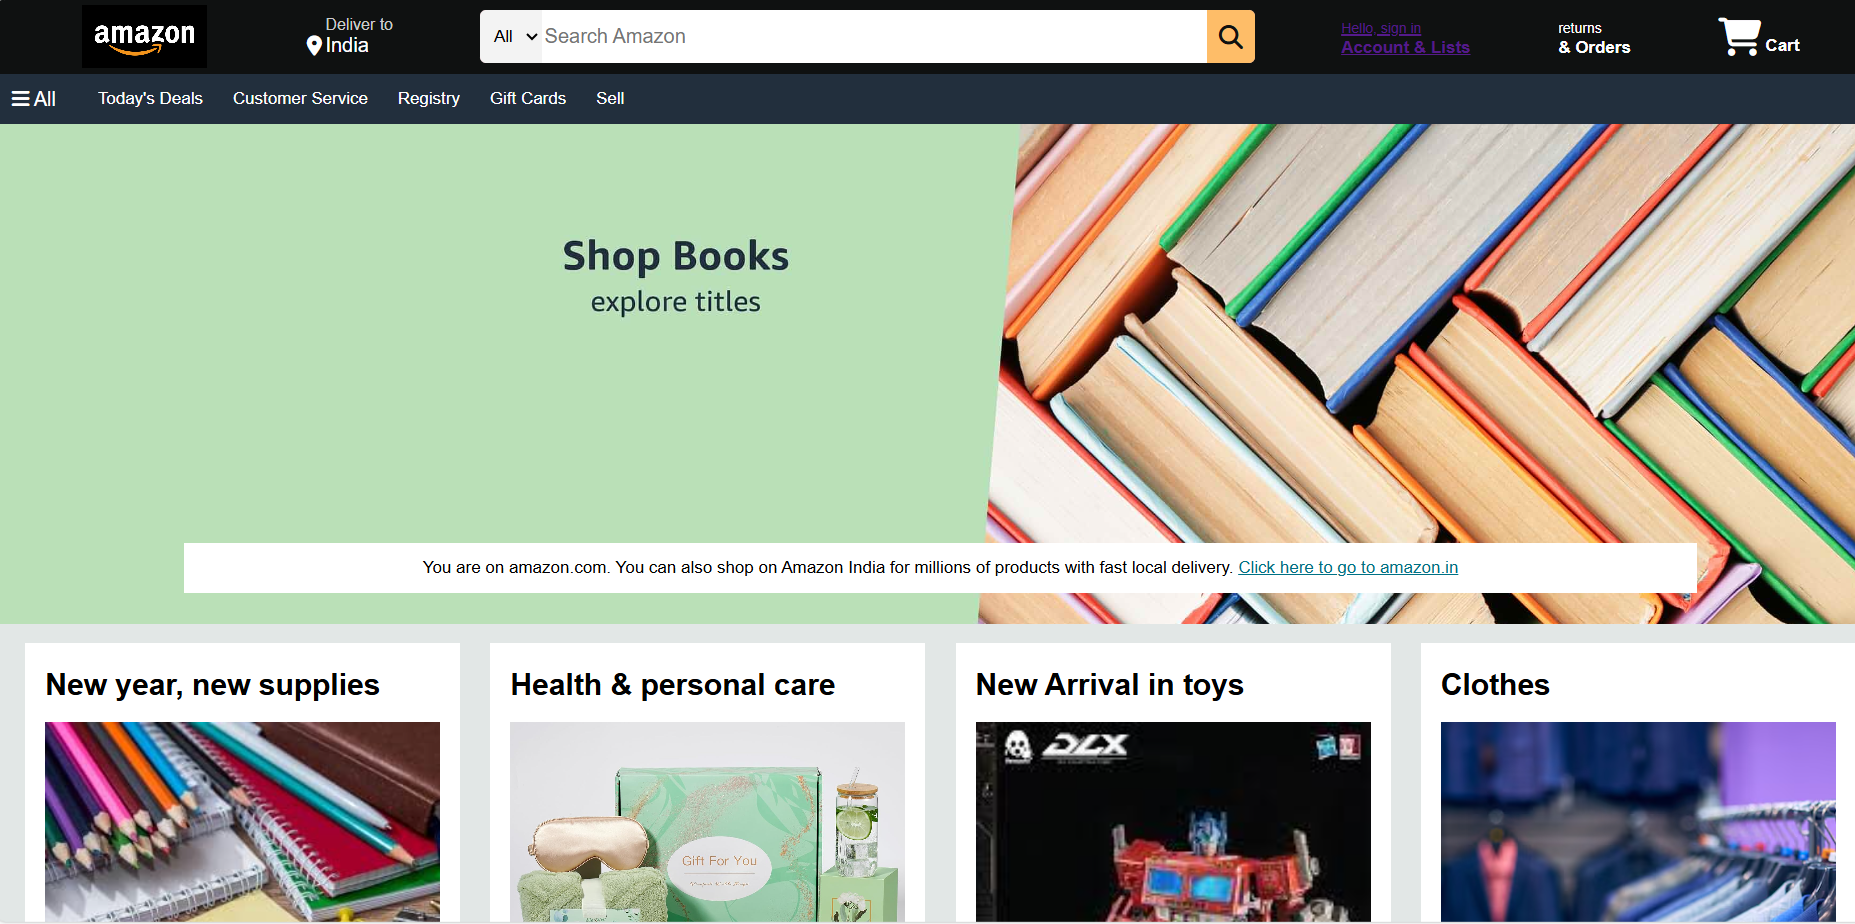 amazon
Deliver to
India
All
Search Amazon
Hello, sign in
Account & Lists
returns
& Orders
Cart
All
Today's Deals
Customer Service
Registry
Gift Cards
Sell
Shop Books
explore titles
You are on amazon.com. You can also shop on Amazon India for millions of products with fast local delivery. Click here to go to amazon.in
New year, new supplies
Health & personal care
New Arrival in toys
Clothes
Gift For You
DLX